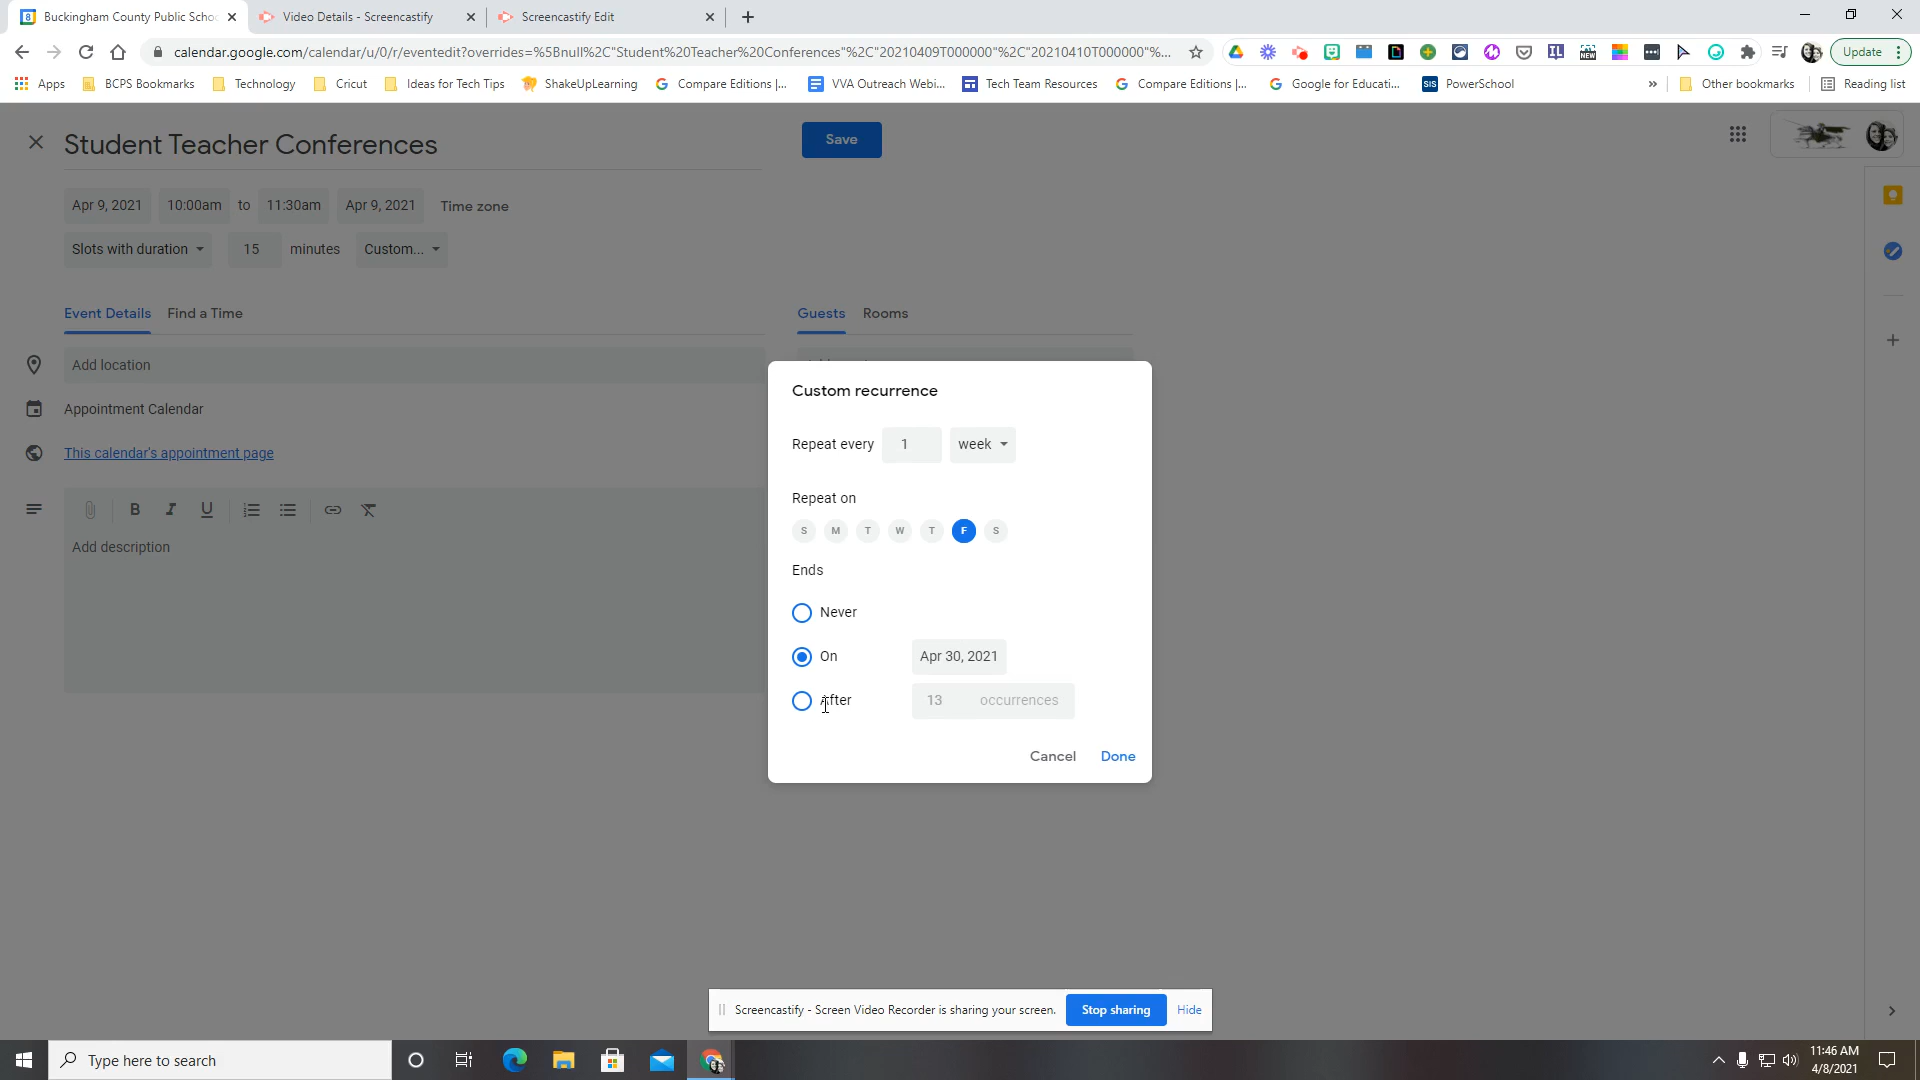 Buckingham County Public Schoo
Video Details - Screencastify
Screencastify Edit
calendar.google.com/calendar/u/0/r/eventedit?overrides=%5Bnull%2C"Student%20Teacher%20Conferences"%2C"20210409T000000"%2C"20210410T000000"%...
Update
Apps
BCPS Bookmarks
Technology
Cricut
Ideas for Tech Tips
ShakeUpLearning
Compare Editions |...
VVA Outreach Webi...
Tech Team Resources
Compare Editions |...
Google for Educati...
SIS PowerSchool
»
Other bookmarks
Reading list
Student Teacher Conferences
Save
Apr 9, 2021 10:00am to 11:30am Apr 9, 2021 Time zone
Slots with duration 15 minutes Custom...
Event Details Find a Time
Guests Rooms
Add location
Appointment Calendar
This calendar's appointment page
B I U
Add description
Custom recurrence
Repeat every 1 week
Repeat on
S M T W T F S
Ends
Never
On Apr 30, 2021
After 13 occurrences
Cancel Done
Screencastify - Screen Video Recorder is sharing your screen. Stop sharing Hide
Type here to search
11:46 AM
4/8/2021